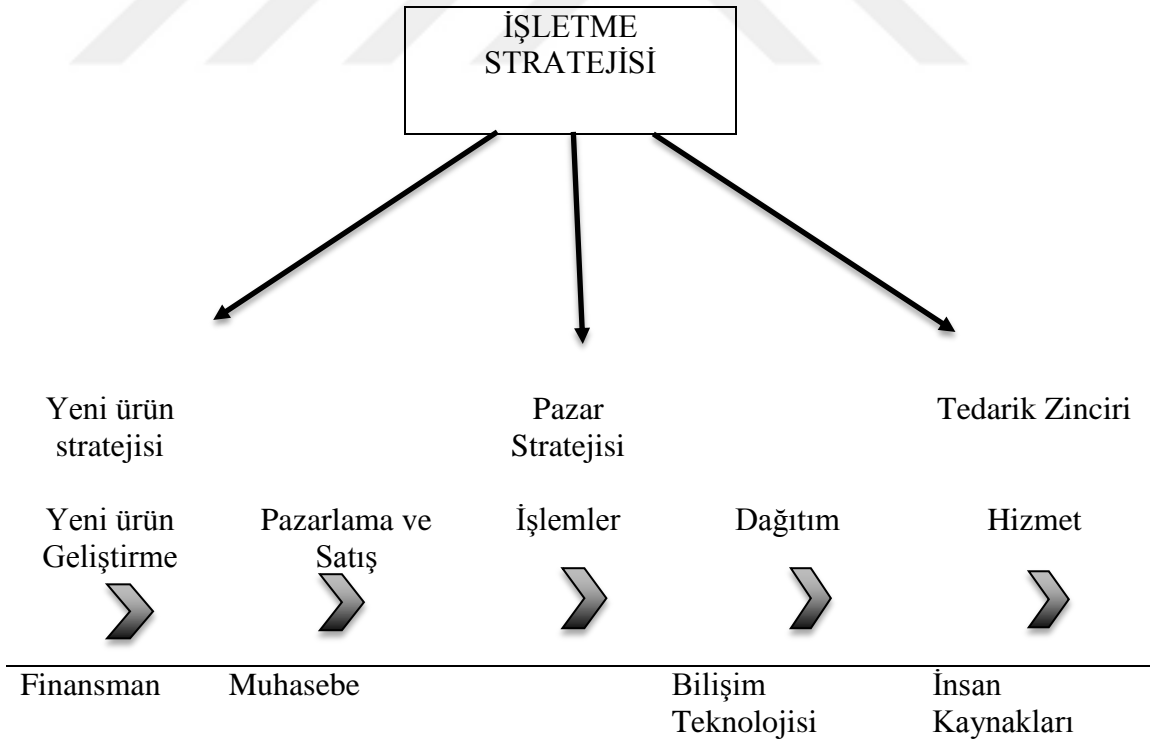 İŞLETME
STRATEJİSİ
Yeni ürün
stratejisi
Pazar
Stratejisi
Tedarik Zinciri
Yeni ürün
Geliştirme
Pazarlama ve
Satış
İşlemler
Dağıtım
Hizmet
Finansman
Muhasebe
Bilişim
Teknolojisi
İnsan
Kaynakları